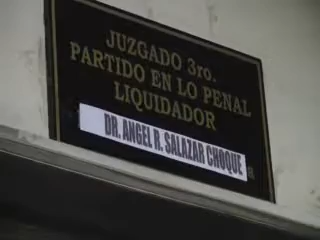 JUZGADO 3ro.
PARTIDO EN LO PENAL
LIQUIDADOR
DR. ANGEL R. SALAZAR CHOQUE